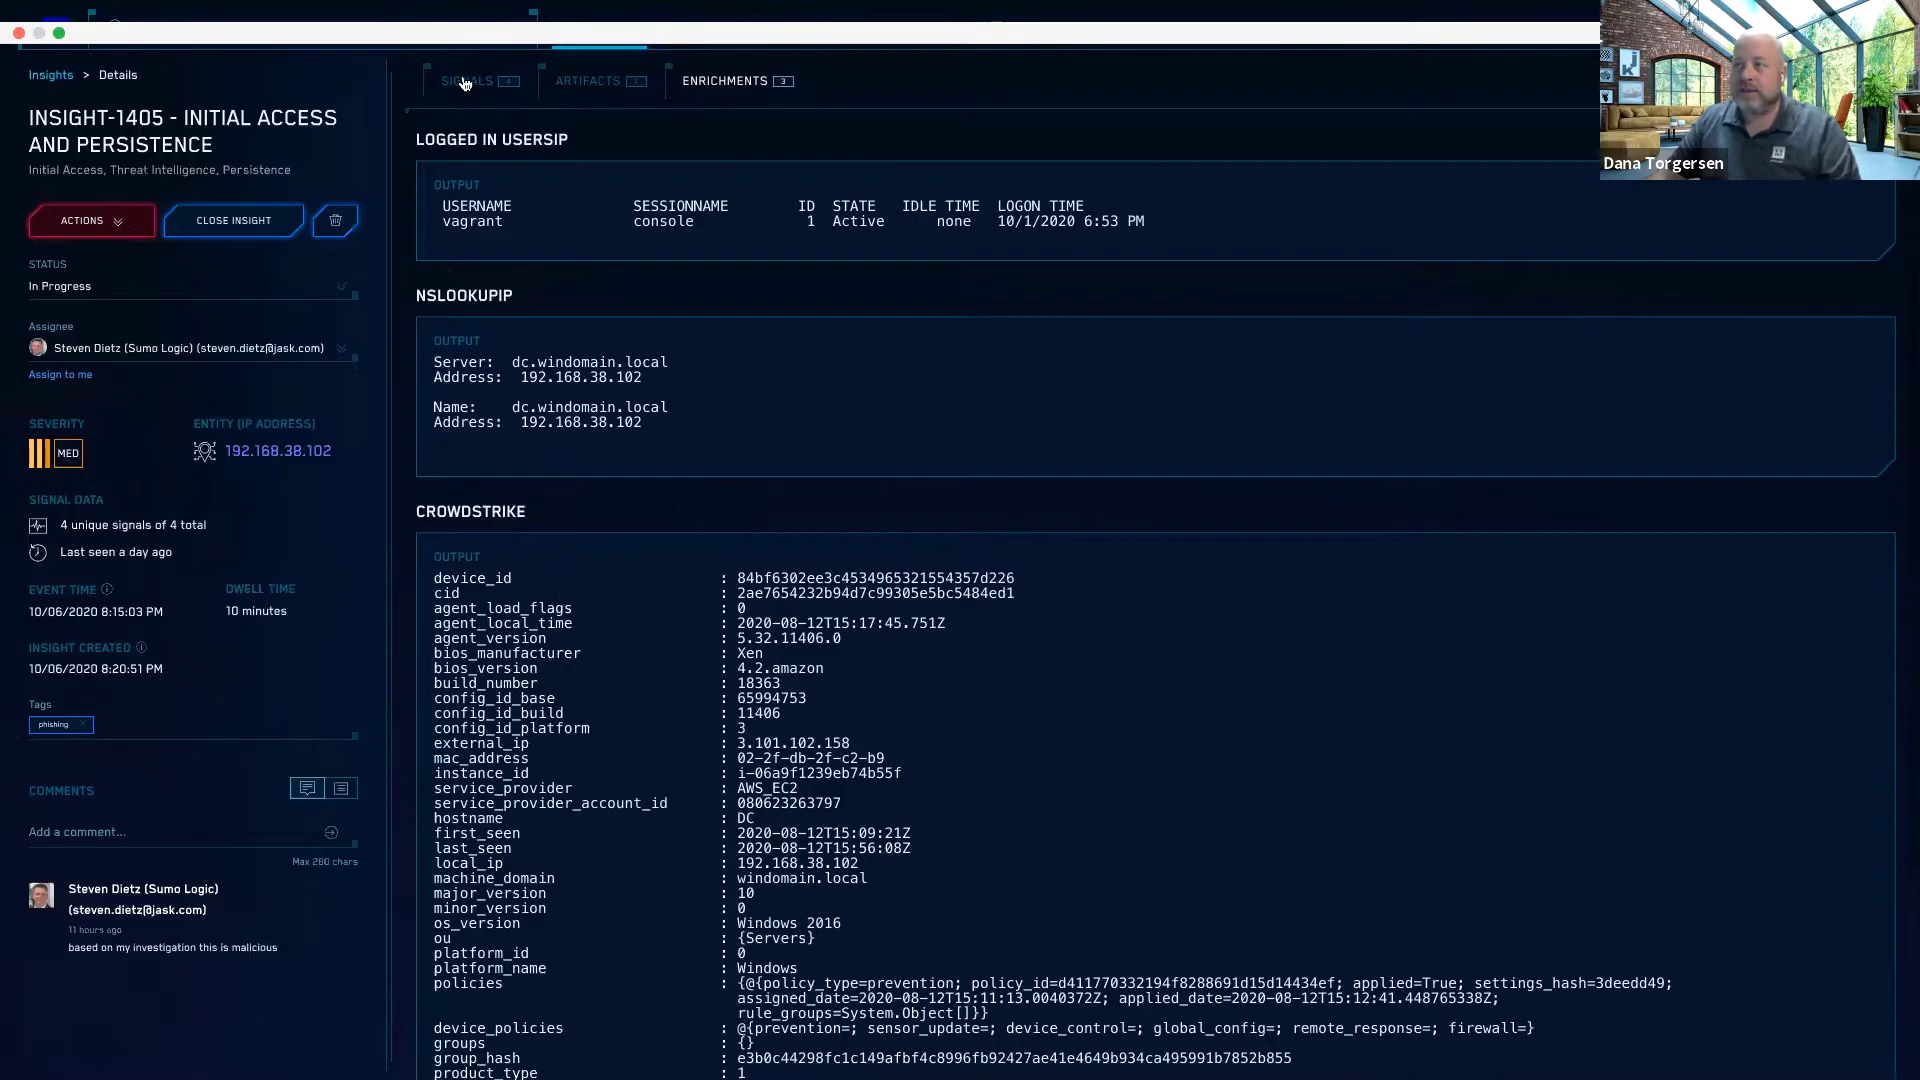 Insights > Details
INSIGHT-1405 - INITIAL ACCESS
AND PERSISTENCE
Initial Access, Threat Intelligence, Persistence
ACTIONS
CLOSE INSIGHT
STATUS
In Progress
Assignee
Steven Dietz (Sumo Logic) (steven.dietz@jask.com)
Assign to me
SEVERITY
MED
ENTITY (IP ADDRESS)
192.168.38.102
SIGNAL DATA
4 unique signals of 4 total
Last seen a day ago
EVENT TIME
10/06/2020 8:15:03 PM
DWELL TIME
10 minutes
INSIGHT CREATED
10/06/2020 8:20:51 PM
Tags
phishing
COMMENTS
Add a comment...
Max 280 chars
Steven Dietz (Sumo Logic)
(steven.dietz@jask.com)
11 hours ago
based on my investigation this is malicious
SIGNALS 4
ARTIFACTS 7
ENRICHMENTS 3
LOGGED IN USERSIP
OUTPUT
USERNAME SESSIONNAME ID STATE IDLE TIME LOGON TIME
vagrant console 1 Active none 10/1/2020 6:53 PM
NSLOOKUPIP
OUTPUT
Server: dc.windomain.local
Address: 192.168.38.102
Name: dc.windomain.local
Address: 192.168.38.102
CROWDSTRIKE
OUTPUT
device_id : 84bf6302ee3c4534965321554357d226
cid : 2ae7654232b94d7c99305e5bc5484ed1
agent_load_flags : 0
agent_local_time : 2020-08-12T15:17:45.751Z
agent_version : 5.32.11406.0
bios_manufacturer : Xen
bios_version : 4.2.amazon
build_number : 18363
config_id_base : 65994753
config_id_build : 11406
config_id_platform : 3
external_ip : 3.101.102.158
mac_address : 02-2f-db-2f-c2-b9
instance_id : i-06a9f1239eb74b55f
service_provider : AWS_EC2
service_provider_account_id : 080623263797
hostname : DC
first_seen : 2020-08-12T15:09:21Z
last_seen : 2020-08-12T15:56:08Z
local_ip : 192.168.38.102
machine_domain : windomain.local
major_version : 10
minor_version : 0
os_version : Windows 2016
ou : {Servers}
platform_id : 0
platform_name : Windows
policies : {@{policy_type=prevention; policy_id=d411770332194f8288691d15d14434ef; applied=True; settings_hash=3deedd49;
assigned_date=2020-08-12T15:11:13.0040372Z; applied_date=2020-08-12T15:12:41.448765338Z;
rule_groups=System.Object[]}}
device_policies : @{prevention=; sensor_update=; device_control=; global_config=; remote_response=; firewall=}
groups : {}
group_hash : e3b0c44298fc1c149afbf4c8996fb92427ae41e4649b934ca495991b7852b855
product_type : 1
Dana Torgersen